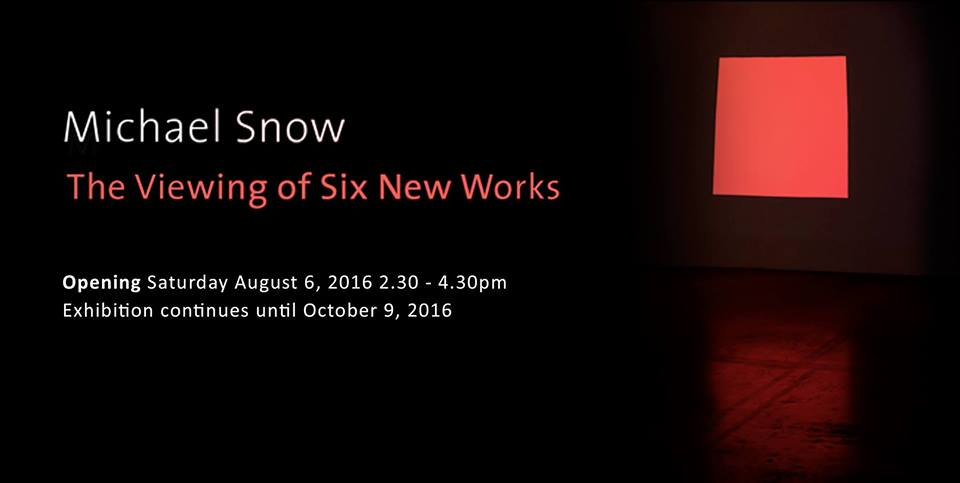 Michael Snow
The Viewing of Six New Works
Opening Saturday August 6, 2016 2.30 - 4.30pm
Exhibition continues until October 9, 2016